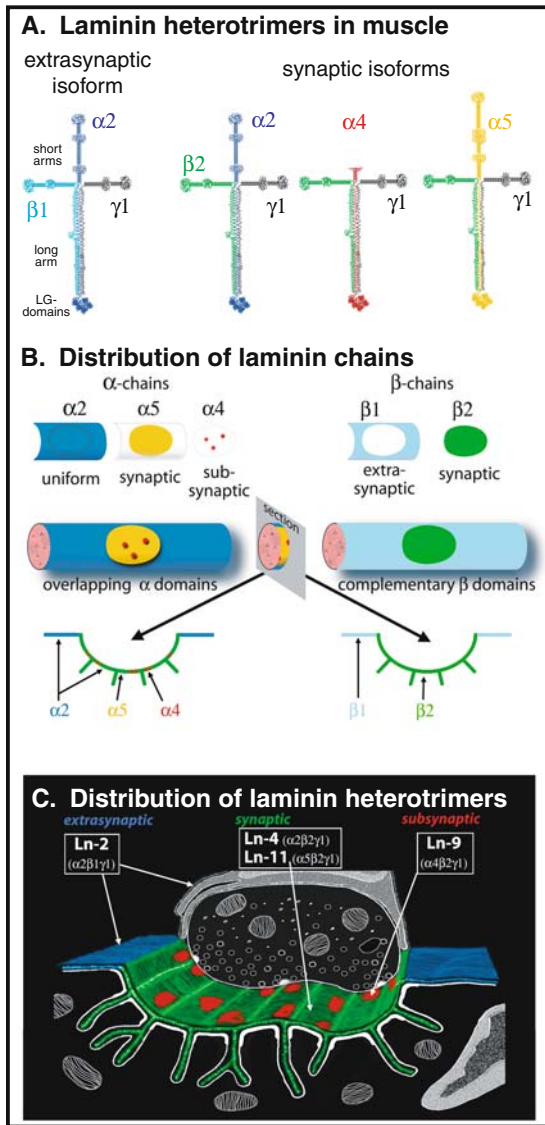 A. Laminin heterotrimers in muscle
extrasynaptic
isoform
synaptic isoforms
α2
α2
α4
α5
short
arms
β2
β1
γ1
γ1
γ1
γ1
long
arm
LG-
domains
B. Distribution of laminin chains
α-chains
β-chains
α2
α5
α4
β1
β2
uniform
synaptic
sub-
synaptic
extra-
synaptic
synaptic
section
overlapping α domains
complementary β domains
α2
α5
α4
β1
β2
C. Distribution of laminin heterotrimers
extrasynaptic
synaptic
subsynaptic
Ln-2
(α2β1γ1)
Ln-4 (α2β2γ1)
Ln-11 (α5β2γ1)
Ln-9
(α4β2γ1)